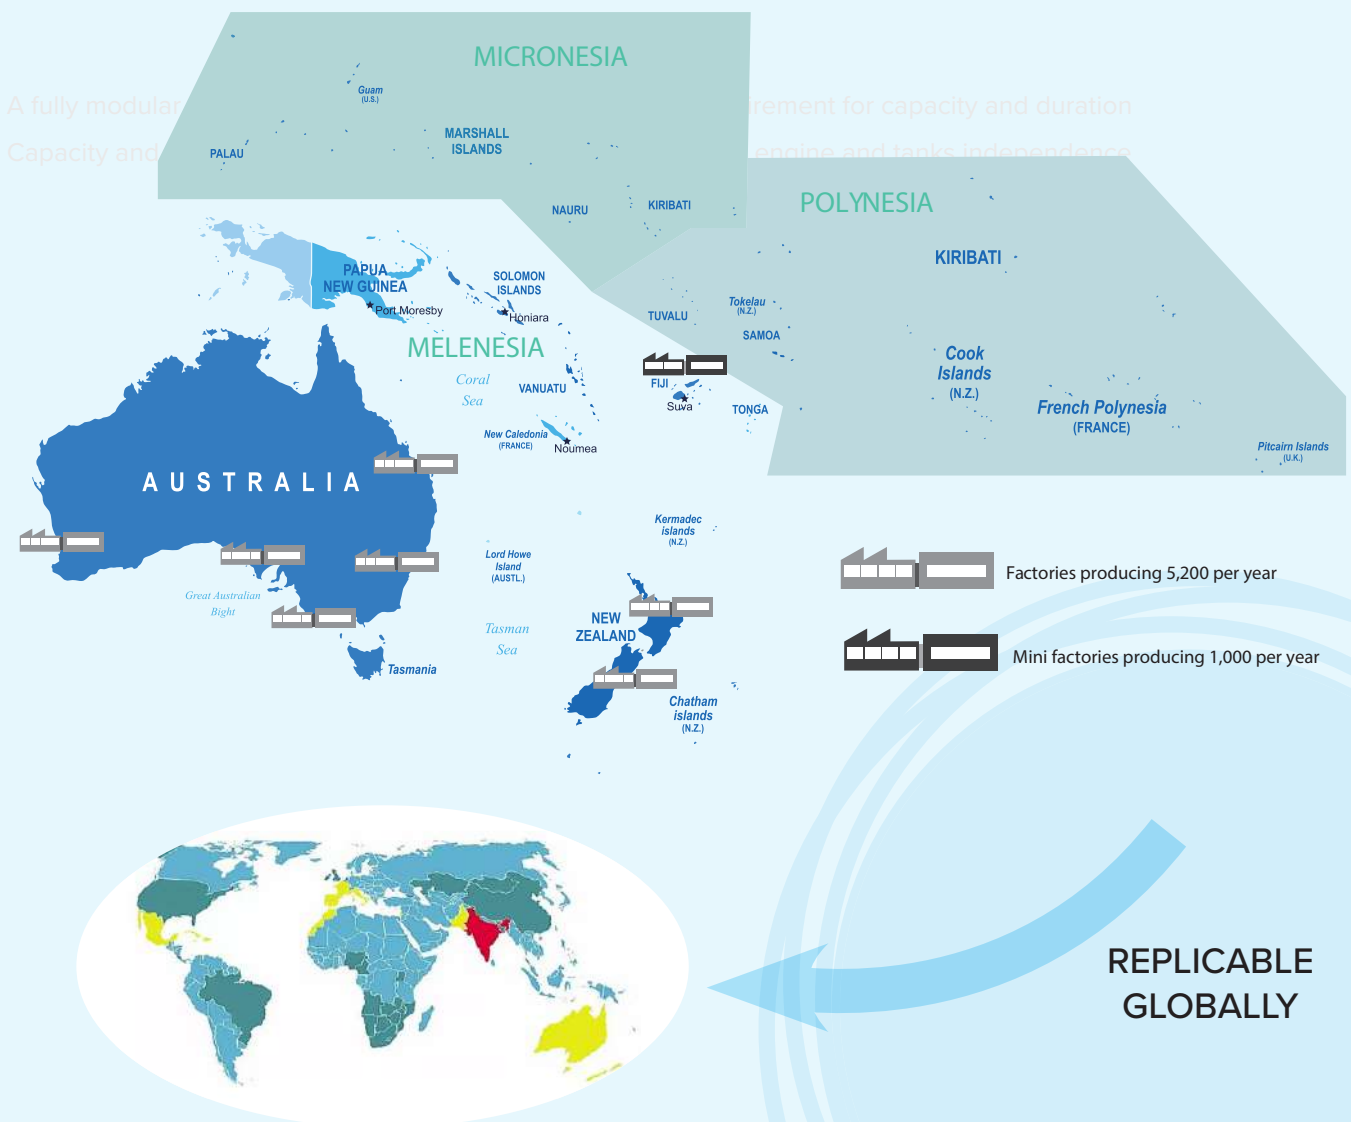 MICRONESIA
Guam
(U.S.)
A fully modular
irement for capacity and duration
MARSHALL
ISLANDS
PALAU
Capacity and
engine and tanks independence
POLYNESIA
NAURU
KIRIBATI
KIRIBATI
PAPUA
NEW GUINEA
SOLOMON
ISLANDS
Port Moresby
Honiara
Tokelau
(N.Z.)
TUVALU
SAMOA
MELENESIA
Cook
Islands
(N.Z.)
Coral
Sea
VANUATU
FIJI
Suva
TONGA
French Polynesia
(FRANCE)
New Caledonia
(FRANCE)
Noumea
Pitcairn Islands
(U.K.)
AUSTRALIA
Kermadec
islands
(N.Z.)
Lord Howe
Island
(AUSTL.)
Factories producing 5,200 per year
Great Australian
Bight
NEW
ZEALAND
Tasman
Sea
Mini factories producing 1,000 per year
Tasmania
Chatham
islands
(N.Z.)
REPLICABLE
GLOBALLY